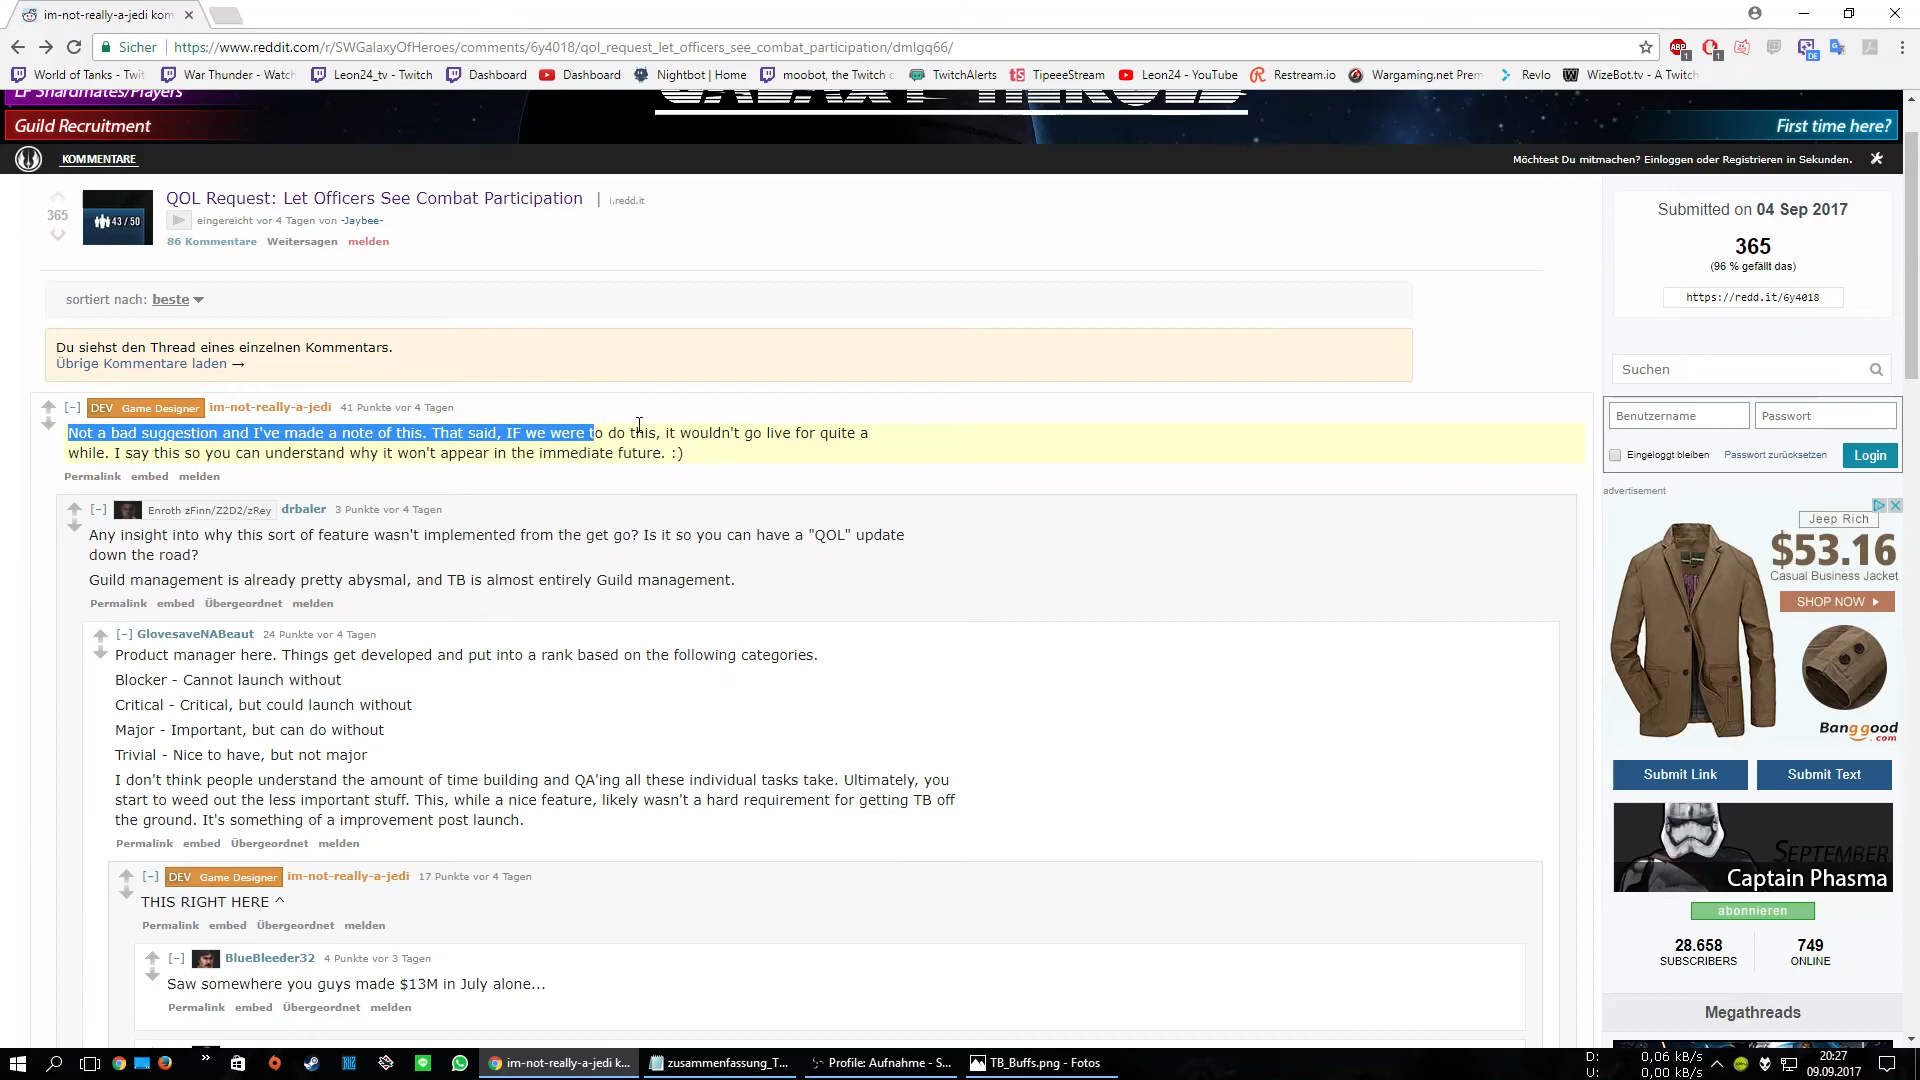 im-not-really-a-jedi kom
Sicher
https://www.reddit.com/r/SWGalaxyOfHeroes/comments/6y4018/qol_request_let_officers_see_combat_participation/dmlgq66/
World of Tanks - Twit
War Thunder - Watch
Leon24_tv - Twitch
Dashboard
Dashboard
Nightbot | Home
moobot, the Twitch c
TwitchAlerts
TipeeeStream
Leon24 - YouTube
Restream.io
Wargaming.net Prem
Revlo
WizeBot.tv - A Twitch
LF Shardmates/Players
Guild Recruitment
First time here?
KOMMENTARE
Möchtest Du mitmachen? Einloggen oder Registrieren in Sekunden.
365
43 / 50
QOL Request: Let Officers See Combat Participation | i.redd.it
eingereicht vor 4 Tagen von -Jaybee-
86 Kommentare Weitersagen melden
sortiert nach: beste
Du siehst den Thread eines einzelnen Kommentars.
Übrige Kommentare laden →
[–] DEV Game Designer im-not-really-a-jedi 41 Punkte vor 4 Tagen
Not a bad suggestion and I've made a note of this. That said, IF we were to do this, it wouldn't go live for quite a
while. I say this so you can understand why it won't appear in the immediate future. :)
Permalink embed melden
[–] Enroth zFinn/Z2D2/zRey drbaler 3 Punkte vor 4 Tagen
Any insight into why this sort of feature wasn't implemented from the get go? Is it so you can have a "QOL" update
down the road?
Guild management is already pretty abysmal, and TB is almost entirely Guild management.
Permalink embed Übergeordnet melden
[–] GlovesaveNABeaut 24 Punkte vor 4 Tagen
Product manager here. Things get developed and put into a rank based on the following categories.
Blocker - Cannot launch without
Critical - Critical, but could launch without
Major - Important, but can do without
Trivial - Nice to have, but not major
I don't think people understand the amount of time building and QA'ing all these individual tasks take. Ultimately, you
start to weed out the less important stuff. This, while a nice feature, likely wasn't a hard requirement for getting TB off
the ground. It's something of a improvement post launch.
Permalink embed Übergeordnet melden
[–] DEV Game Designer im-not-really-a-jedi 17 Punkte vor 4 Tagen
THIS RIGHT HERE ^
Permalink embed Übergeordnet melden
[–] BlueBleeder32 4 Punkte vor 3 Tagen
Saw somewhere you guys made $13M in July alone...
Permalink embed Übergeordnet melden
Submitted on 04 Sep 2017
365
(96 % gefällt das)
https://redd.it/6y4018
Suchen
Benutzername
Passwort
Eingeloggt bleiben
Passwort zurücksetzen
Login
advertisement
Jeep Rich
$53.16
Casual Business Jacket
SHOP NOW
Banggood
.com
Submit Link
Submit Text
SEPTEMBER
Captain Phasma
abonnieren
28.658
SUBSCRIBERS
749
ONLINE
Megathreads
im-not-really-a-jedi k...
zusammenfassung_T...
Profile: Aufnahme - S...
TB_Buffs.png - Fotos
D: 0,06 kB/s
U: 0,00 kB/s
20:27
09.09.2017